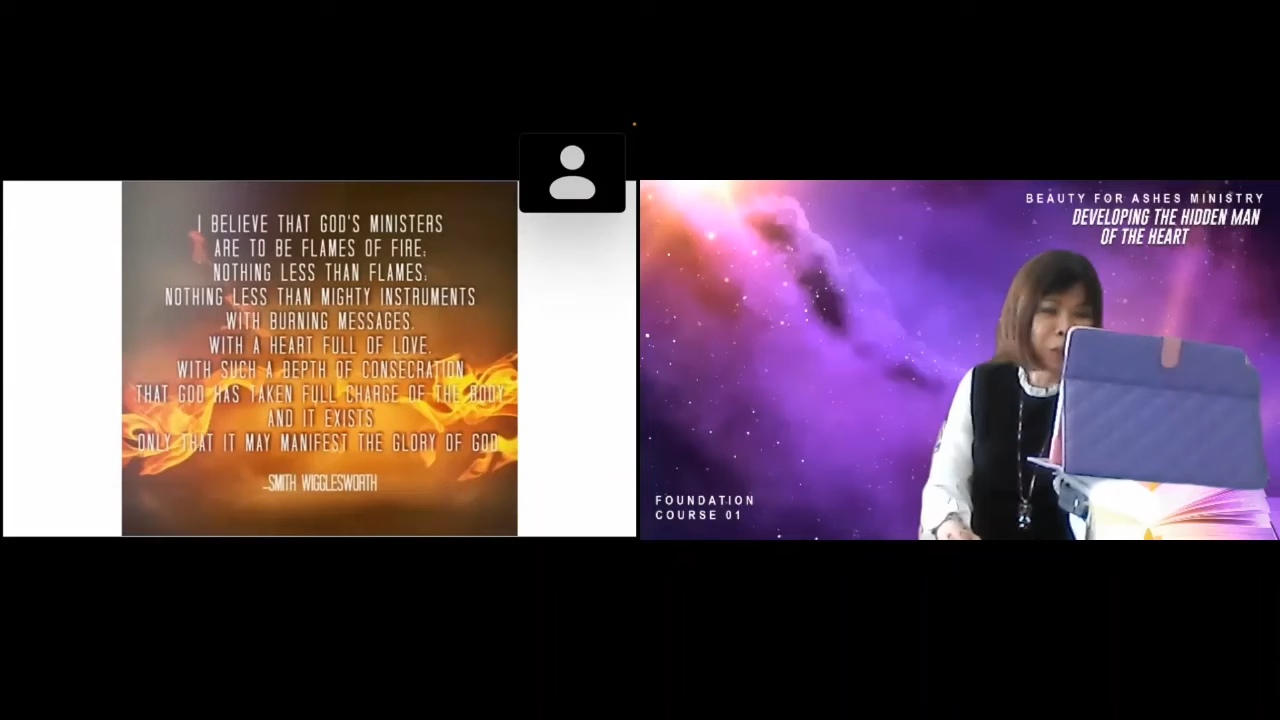 I BELIEVE THAT GOD'S MINISTERS
ARE TO BE FLAMES OF FIRE;
NOTHING LESS THAN FLAMES;
NOTHING LESS THAN MIGHTY INSTRUMENTS
WITH BURNING MESSAGES,
WITH A HEART FULL OF LOVE,
WITH SUCH A DEPTH OF CONSECRATION
THAT GOD HAS TAKEN FULL CHARGE OF THE BODY
AND IT EXISTS
ONLY THAT IT MAY MANIFEST THE GLORY OF GOD
-SMITH WIGGLESWORTH
BEAUTY FOR ASHES MINISTRY
DEVELOPING THE HIDDEN MAN
OF THE HEART
FOUNDATION
COURSE 01